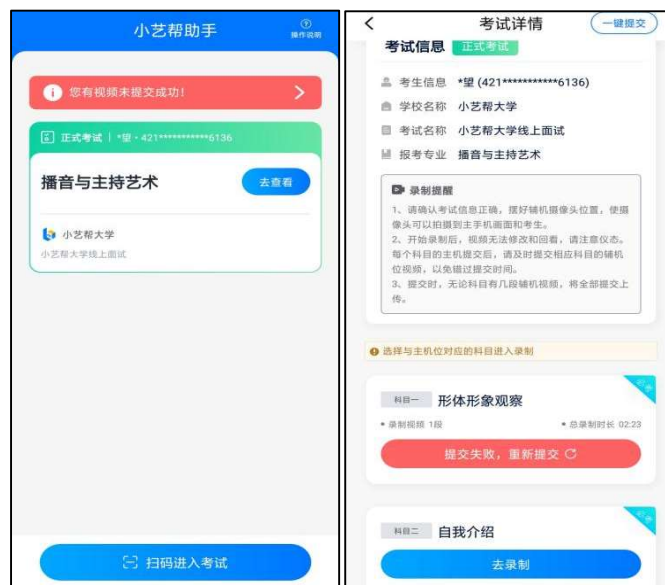 小艺帮助手
操作说明
您有视频未提交成功!
正式考试 | *望·421***********6136
播音与主持艺术
去查看
小艺帮大学
小艺帮大学线上面试
扫码进入考试
考试详情
一键提交
考试信息 正式考试
考生信息 *望 (421***********6136)
学校名称 小艺帮大学
考试名称 小艺帮大学线上面试
报考专业 播音与主持艺术
录制提醒
1、请确认考试信息正确,摆好辅机摄像头位置,使摄
像头可以拍摄到主手机画面和考生。
2、开始录制后,视频无法修改和回看,请注意仪态。
每个科目的主机提交后,请及时提交相应科目的辅机
位视频,以免错过提交时间。
3、提交时,无论科目有几段辅机视频,将全部提交上
传。
选择与主机位对应的科目进入录制
必考
科目一 形体形象观察
• 录制视频 1段 • 总录制时长 02:23
提交失败,重新提交
必考
科目二 自我介绍
去录制